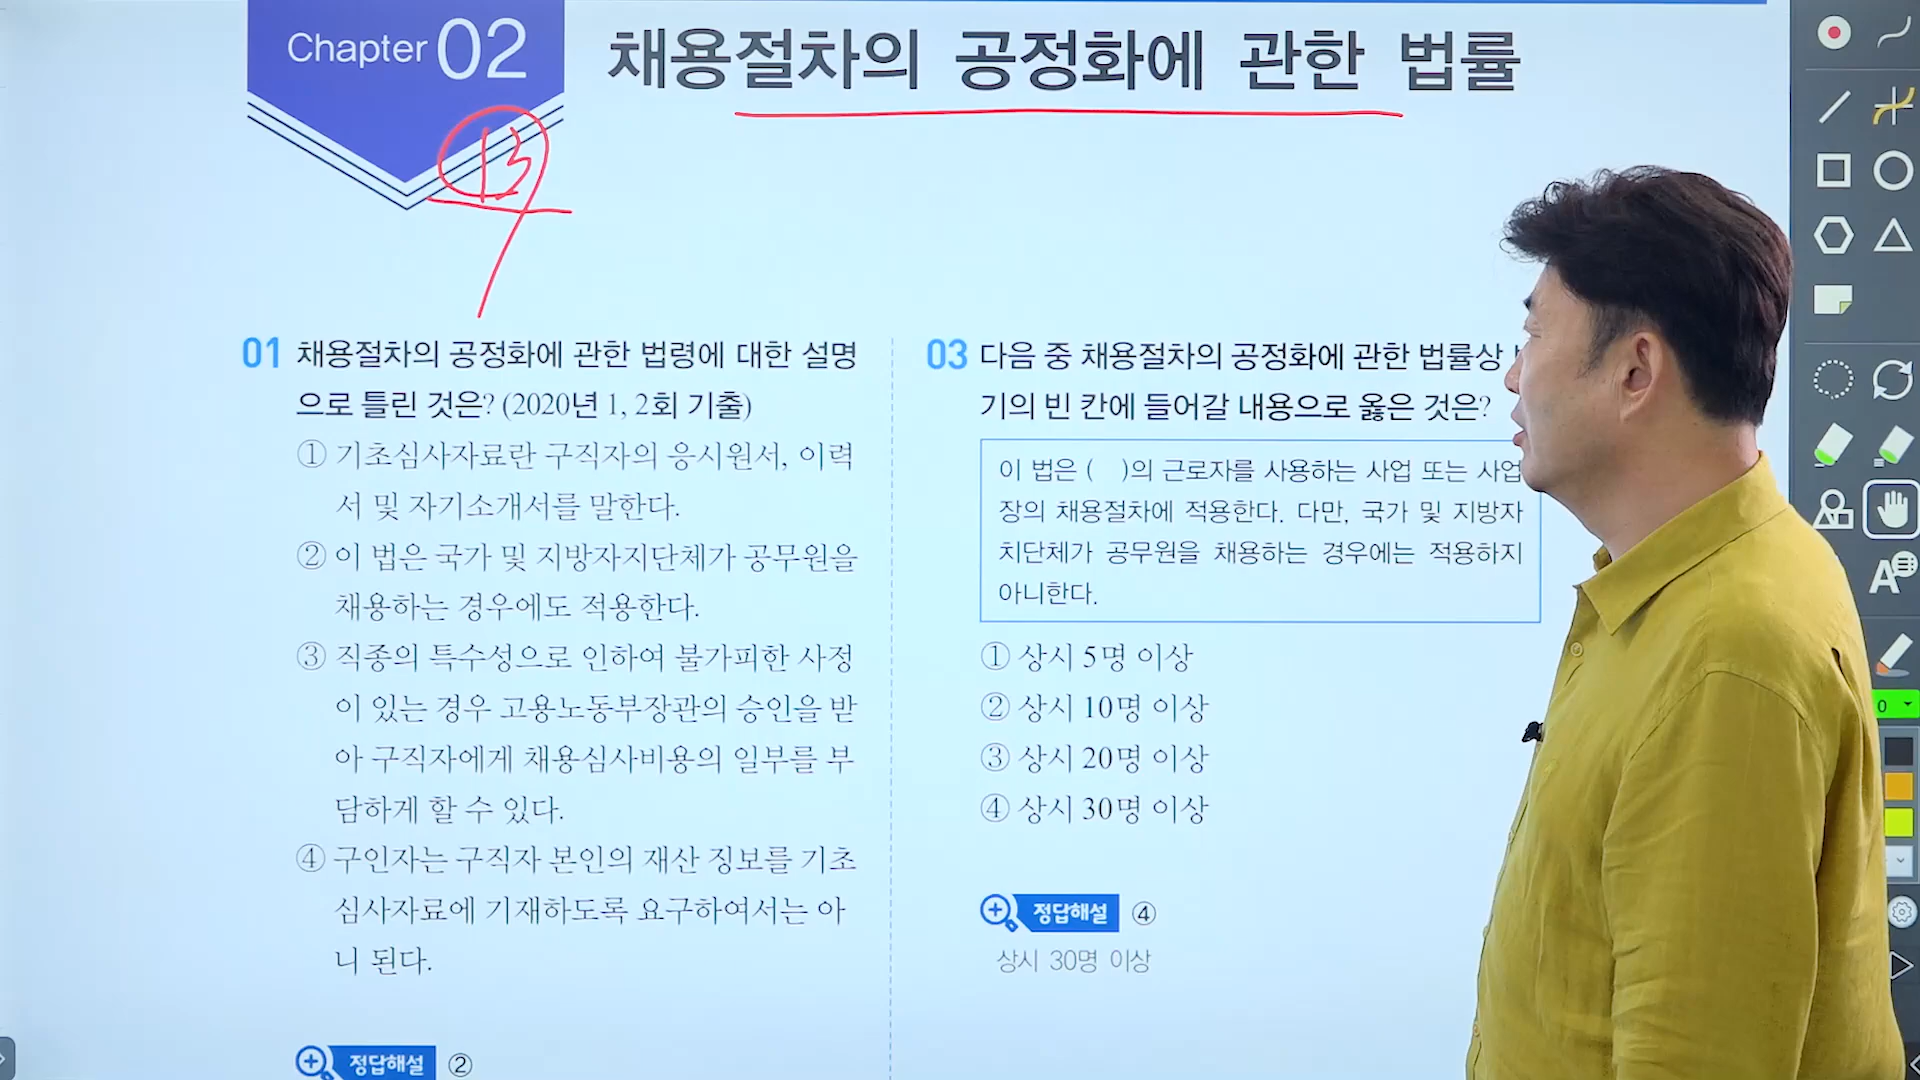 Chapter 02
채용절차의 공정화에 관한 법률
13
01 채용절차의 공정화에 관한 법령에 대한 설명
으로 틀린 것은? (2020년 1, 2회 기출)
① 기초심사자료란 구직자의 응시원서, 이력
서 및 자기소개서를 말한다.
② 이 법은 국가 및 지방자치단체가 공무원을
채용하는 경우에도 적용한다.
③ 직종의 특수성으로 인하여 불가피한 사정
이 있는 경우 고용노동부장관의 승인을 받
아 구직자에게 채용심사비용의 일부를 부
담하게 할 수 있다.
④ 구인자는 구직자 본인의 재산 정보를 기초
심사자료에 기재하도록 요구하여서는 아
니 된다.
정답해설 ②
03 다음 중 채용절차의 공정화에 관한 법률상
기의 빈 칸에 들어갈 내용으로 옳은 것은?
이 법은 ( )의 근로자를 사용하는 사업 또는 사업
장의 채용절차에 적용한다. 다만, 국가 및 지방자
치단체가 공무원을 채용하는 경우에는 적용하지
아니한다.
① 상시 5명 이상
② 상시 10명 이상
③ 상시 20명 이상
④ 상시 30명 이상
정답해설 ④
상시 30명 이상
A
0